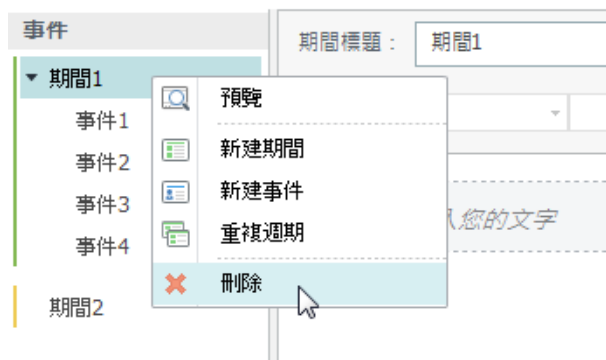 事件
期間標題：
期間1
期間1
預覽
事件1
新建期間
事件2
新建事件
入您的文字
事件3
重複週期
事件4
刪除
期間2